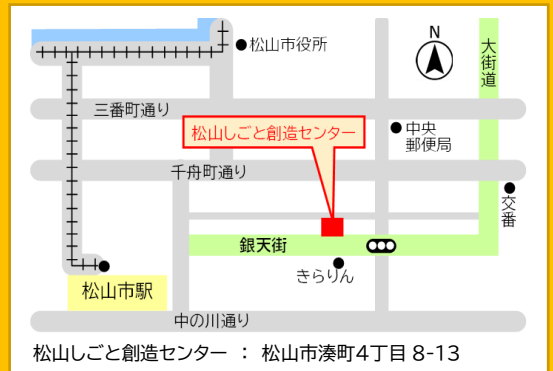 N
松山市役所
大街道
三番町通り
松山しごと創造センター
中央
郵便局
千舟町通り
交番
銀天街
きらりん
松山市駅
中の川通り
松山しごと創造センター ： 松山市湊町4丁目 8-13